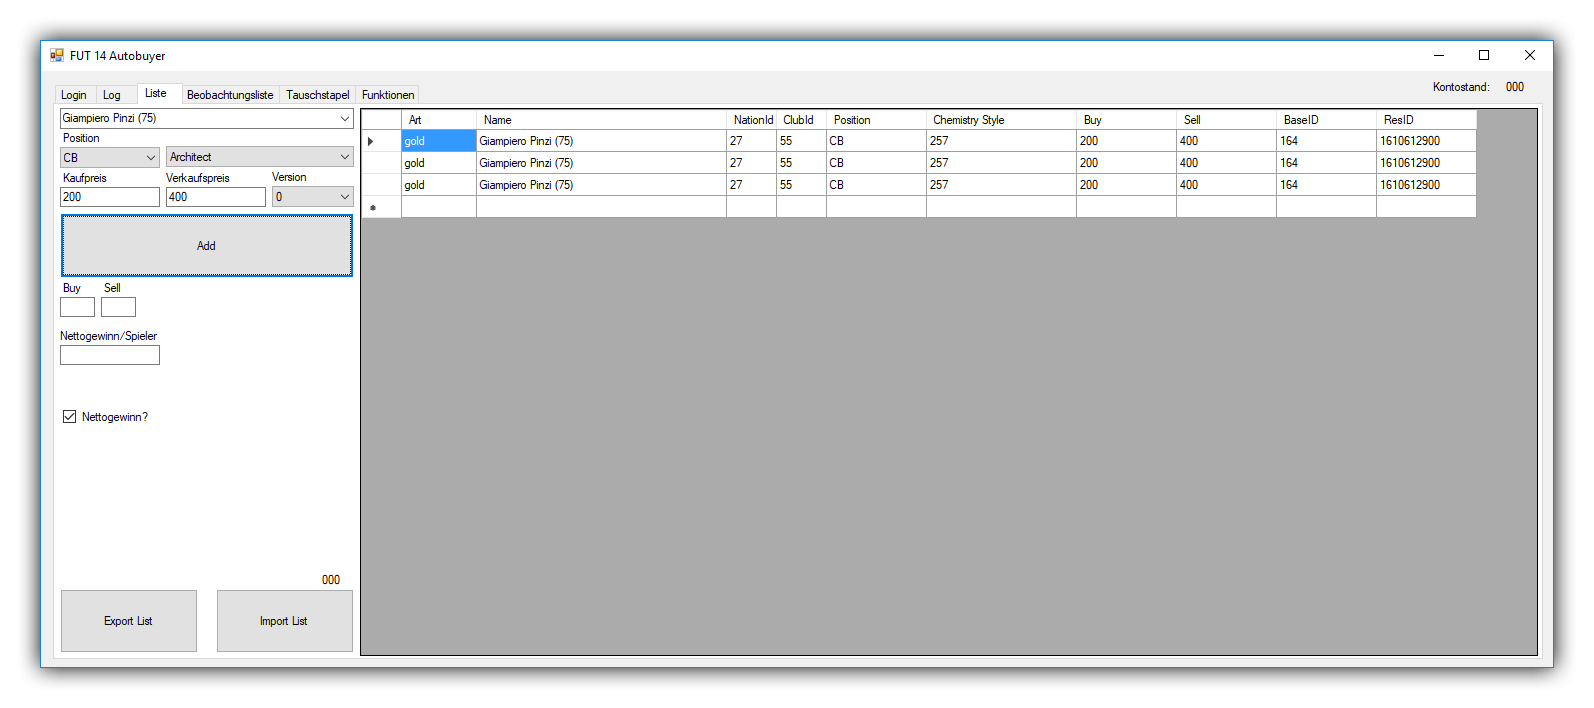 FUT 14 Autobuyer
Kontostand: 000
Login Log Liste Beobachtungsliste Tauschstapel Funktionen
Giampiero Pinzi (75)
Position
CB Architect
Kaufpreis Verkaufspreis Version
200 400 0
Add
Buy Sell
Nettogewinn/Spieler
Nettogewinn?
000
Export List Import List
Art Name NationId ClubId Position Chemistry Style Buy Sell BaseID ResID
gold Giampiero Pinzi (75) 27 55 CB 257 200 400 164 1610612900
gold Giampiero Pinzi (75) 27 55 CB 257 200 400 164 1610612900
gold Giampiero Pinzi (75) 27 55 CB 257 200 400 164 1610612900